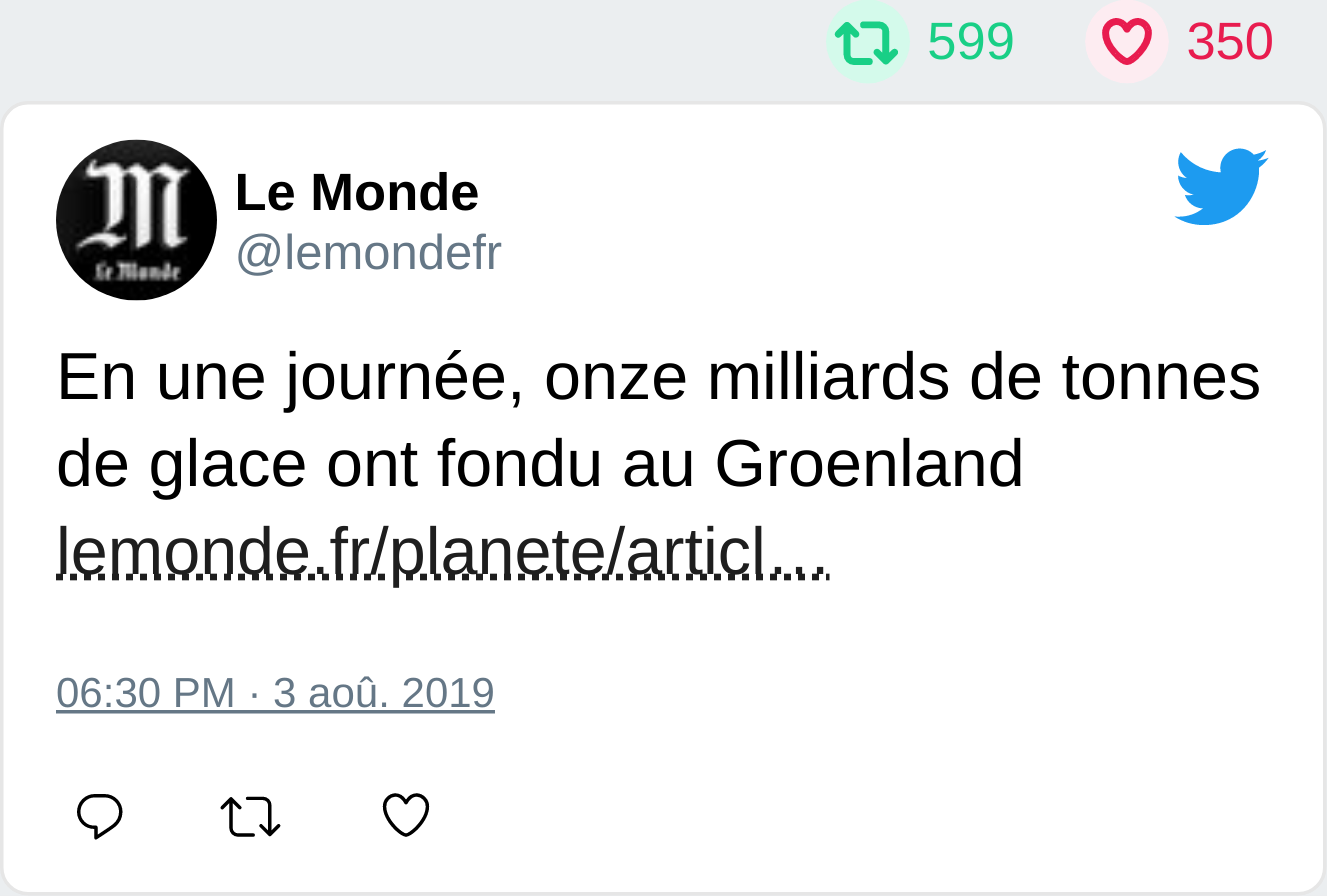 599 350
Le Monde
Le Monde
@lemondefr
En une journée, onze milliards de tonnes
de glace ont fondu au Groenland
lemonde.fr/planete/articl…
06:30 PM · 3 aoû. 2019